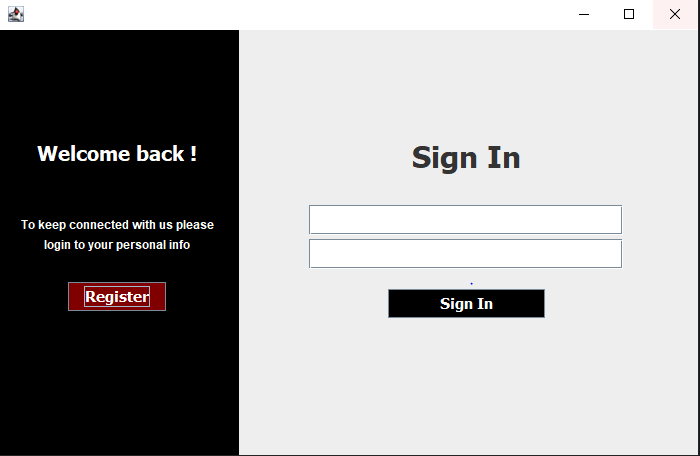 Welcome back !
To keep connected with us please
login to your personal info
Register
Sign In
.
Sign In